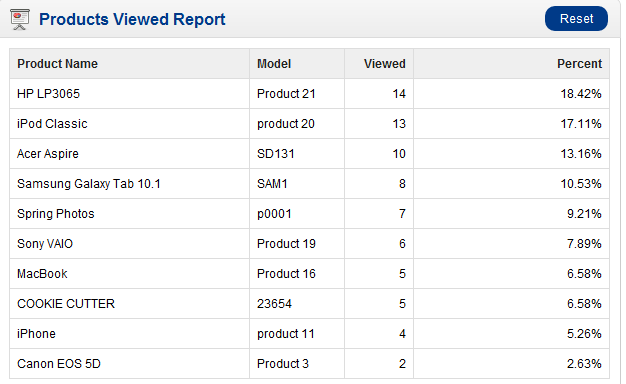 Products Viewed Report Reset
Product Name Model Viewed Percent
HP LP3065 Product 21 14 18.42%
iPod Classic product 20 13 17.11%
Acer Aspire SD131 10 13.16%
Samsung Galaxy Tab 10.1 SAM1 8 10.53%
Spring Photos p0001 7 9.21%
Sony VAIO Product 19 6 7.89%
MacBook Product 16 5 6.58%
COOKIE CUTTER 23654 5 6.58%
iPhone product 11 4 5.26%
Canon EOS 5D Product 3 2 2.63%